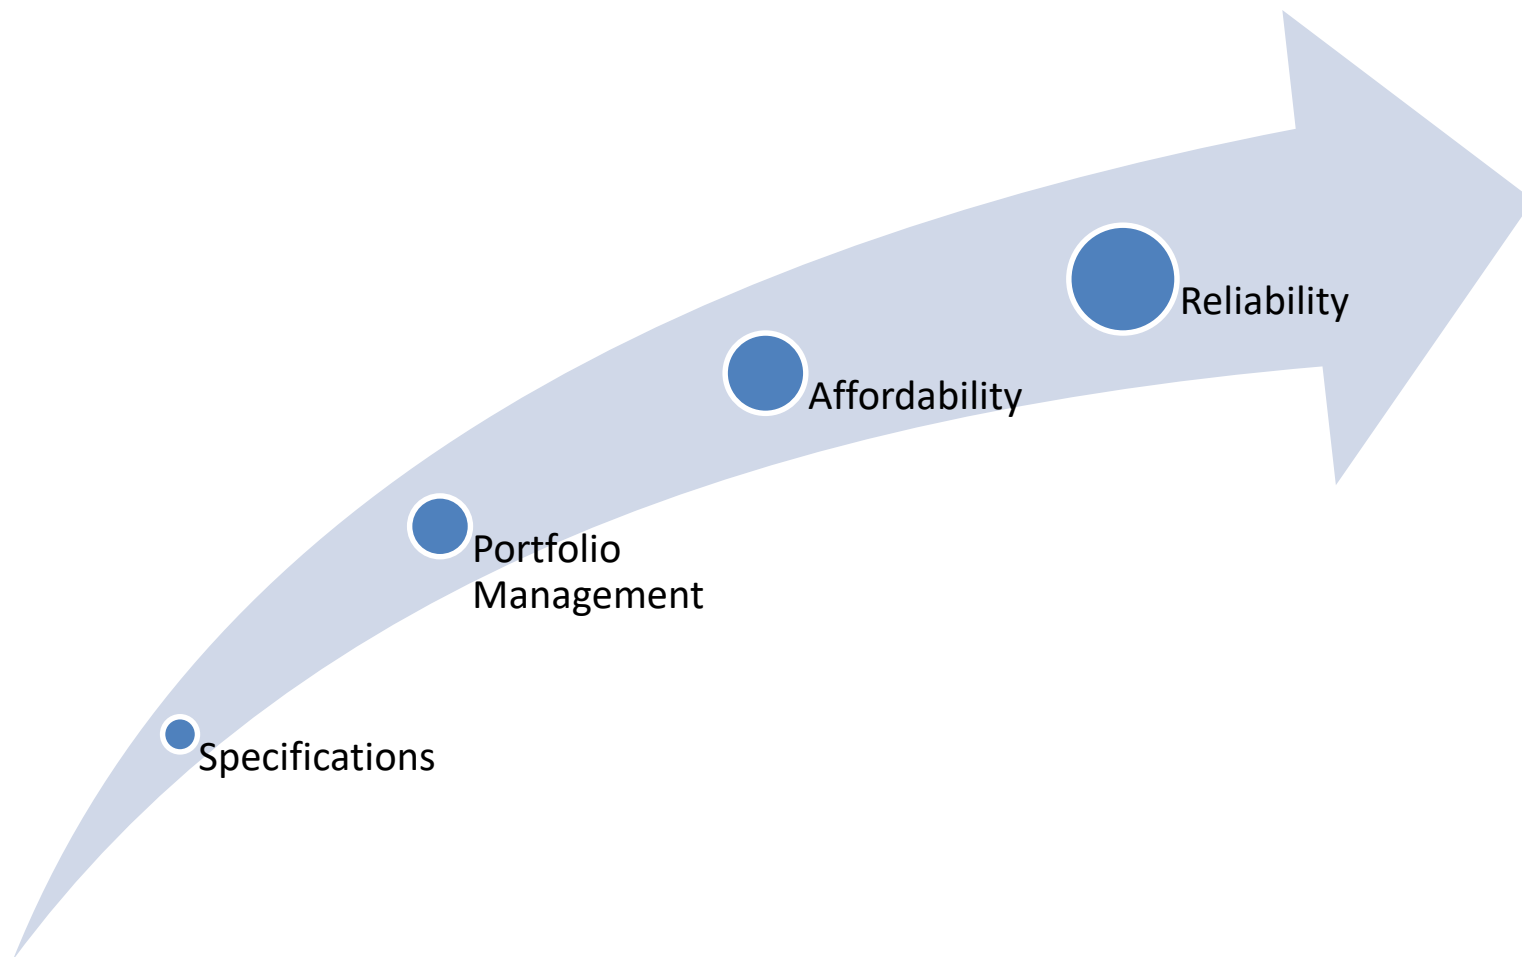 Reliability
Affordability
Portfolio
Management
Specifications